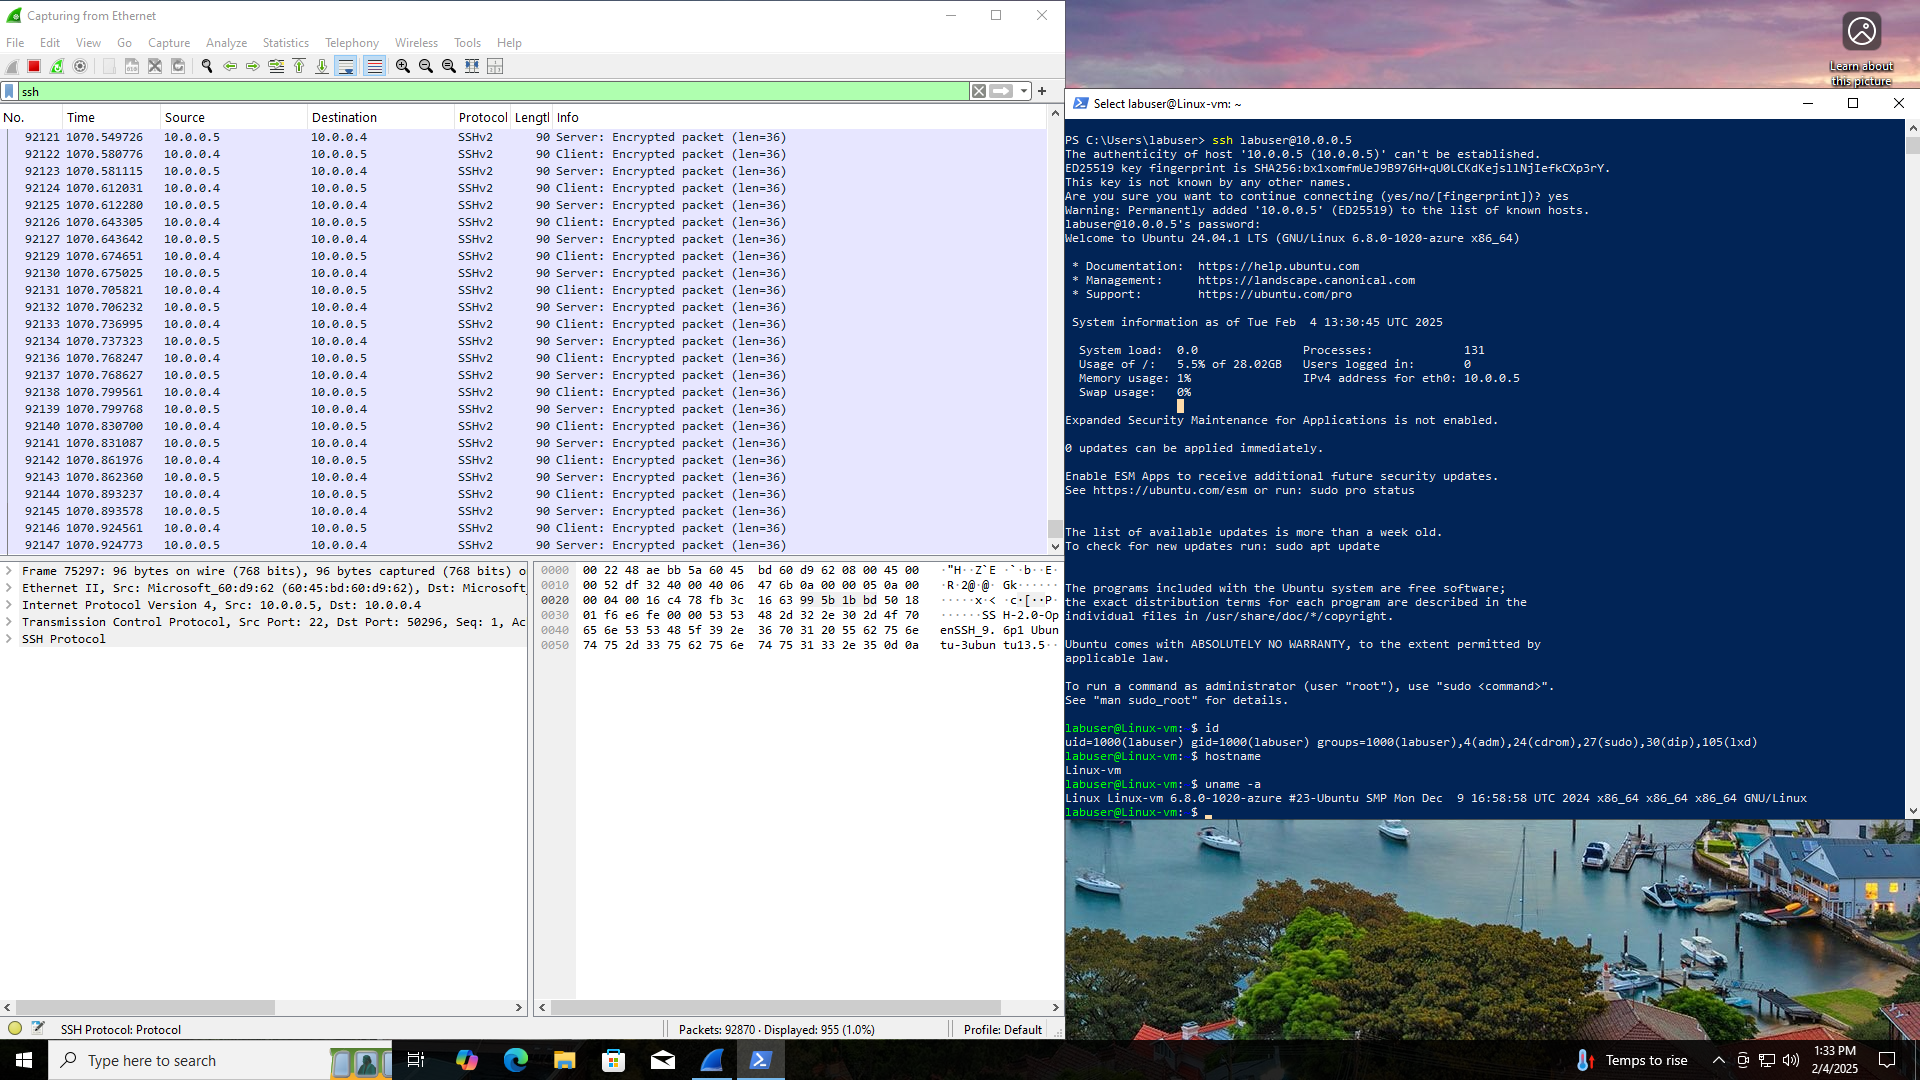 Capturing from Ethernet
File Edit View Go Capture Analyze Statistics Telephony Wireless Tools Help
ssh
No. Time Source Destination Protocol Lengtl Info
92121 1070.549726 10.0.0.5 10.0.0.4 SSHv2 90 Server: Encrypted packet (len=36)
92122 1070.580776 10.0.0.4 10.0.0.5 SSHv2 90 Client: Encrypted packet (len=36)
92123 1070.581115 10.0.0.5 10.0.0.4 SSHv2 90 Server: Encrypted packet (len=36)
92124 1070.612031 10.0.0.4 10.0.0.5 SSHv2 90 Client: Encrypted packet (len=36)
92125 1070.612280 10.0.0.5 10.0.0.4 SSHv2 90 Server: Encrypted packet (len=36)
92126 1070.643305 10.0.0.4 10.0.0.5 SSHv2 90 Client: Encrypted packet (len=36)
92127 1070.643642 10.0.0.5 10.0.0.4 SSHv2 90 Server: Encrypted packet (len=36)
92129 1070.674651 10.0.0.4 10.0.0.5 SSHv2 90 Client: Encrypted packet (len=36)
92130 1070.675025 10.0.0.5 10.0.0.4 SSHv2 90 Server: Encrypted packet (len=36)
92131 1070.705821 10.0.0.4 10.0.0.5 SSHv2 90 Client: Encrypted packet (len=36)
92132 1070.706232 10.0.0.5 10.0.0.4 SSHv2 90 Server: Encrypted packet (len=36)
92133 1070.736995 10.0.0.4 10.0.0.5 SSHv2 90 Client: Encrypted packet (len=36)
92134 1070.737323 10.0.0.5 10.0.0.4 SSHv2 90 Server: Encrypted packet (len=36)
92136 1070.768247 10.0.0.4 10.0.0.5 SSHv2 90 Client: Encrypted packet (len=36)
92137 1070.768627 10.0.0.5 10.0.0.4 SSHv2 90 Server: Encrypted packet (len=36)
92138 1070.799561 10.0.0.4 10.0.0.5 SSHv2 90 Client: Encrypted packet (len=36)
92139 1070.799768 10.0.0.5 10.0.0.4 SSHv2 90 Server: Encrypted packet (len=36)
92140 1070.830700 10.0.0.4 10.0.0.5 SSHv2 90 Client: Encrypted packet (len=36)
92141 1070.831087 10.0.0.5 10.0.0.4 SSHv2 90 Server: Encrypted packet (len=36)
92142 1070.861976 10.0.0.4 10.0.0.5 SSHv2 90 Client: Encrypted packet (len=36)
92143 1070.862360 10.0.0.5 10.0.0.4 SSHv2 90 Server: Encrypted packet (len=36)
92144 1070.893237 10.0.0.4 10.0.0.5 SSHv2 90 Client: Encrypted packet (len=36)
92145 1070.893578 10.0.0.5 10.0.0.4 SSHv2 90 Server: Encrypted packet (len=36)
92146 1070.924561 10.0.0.4 10.0.0.5 SSHv2 90 Client: Encrypted packet (len=36)
92147 1070.924773 10.0.0.5 10.0.0.4 SSHv2 90 Server: Encrypted packet (len=36)
Frame 75297: 96 bytes on wire (768 bits), 96 bytes captured (768 bits) o
Ethernet II, Src: Microsoft_60:d9:62 (60:45:bd:60:d9:62), Dst: Microsoft_
Internet Protocol Version 4, Src: 10.0.0.5, Dst: 10.0.0.4
Transmission Control Protocol, Src Port: 22, Dst Port: 50296, Seq: 1, Ac
SSH Protocol
0000 00 22 48 ae bb 5a 60 45 bd 60 d9 62 08 00 45 00 ·"H··Z`E ·`·b··E·
0010 00 52 df 32 40 00 40 06 47 6b 0a 00 00 05 0a 00 ·R·2@·@· Gk······
0020 00 04 00 16 c4 78 fb 3c 16 63 99 5b 1b bd 50 18 ·····x·< ·c·[··P·
0030 01 f6 e6 fe 00 00 53 53 48 2d 32 2e 30 2d 4f 70 ······SS H-2.0-Op
0040 65 6e 53 53 48 5f 39 2e 36 70 31 20 55 62 75 6e enSSH_9. 6p1 Ubun
0050 74 75 2d 33 75 62 75 6e 74 75 31 33 2e 35 0d 0a tu-3ubun tu13.5··
SSH Protocol: Protocol
Packets: 92870 · Displayed: 955 (1.0%)
Profile: Default
Learn about
this picture
Select labuser@Linux-vm: ~
PS C:\Users\labuser> ssh labuser@10.0.0.5
The authenticity of host '10.0.0.5 (10.0.0.5)' can't be established.
ED25519 key fingerprint is SHA256:bx1xomfmUeJ9B976H+qU0LCKdKejsllNjIefkCXp3rY.
This key is not known by any other names.
Are you sure you want to continue connecting (yes/no/[fingerprint])? yes
Warning: Permanently added '10.0.0.5' (ED25519) to the list of known hosts.
labuser@10.0.0.5's password:
Welcome to Ubuntu 24.04.1 LTS (GNU/Linux 6.8.0-1020-azure x86_64)
* Documentation: https://help.ubuntu.com
* Management: https://landscape.canonical.com
* Support: https://ubuntu.com/pro
System information as of Tue Feb 4 13:30:45 UTC 2025
System load: 0.0 Processes: 131
Usage of /: 5.5% of 28.02GB Users logged in: 0
Memory usage: 1% IPv4 address for eth0: 10.0.0.5
Swap usage: 0%
Expanded Security Maintenance for Applications is not enabled.
0 updates can be applied immediately.
Enable ESM Apps to receive additional future security updates.
See https://ubuntu.com/esm or run: sudo pro status
The list of available updates is more than a week old.
To check for new updates run: sudo apt update
The programs included with the Ubuntu system are free software;
the exact distribution terms for each program are described in the
individual files in /usr/share/doc/*/copyright.
Ubuntu comes with ABSOLUTELY NO WARRANTY, to the extent permitted by
applicable law.
To run a command as administrator (user "root"), use "sudo <command>".
See "man sudo_root" for details.
labuser@Linux-vm: $ id
uid=1000(labuser) gid=1000(labuser) groups=1000(labuser),4(adm),24(cdrom),27(sudo),30(dip),105(lxd)
labuser@Linux-vm: $ hostname
Linux-vm
labuser@Linux-vm: $ uname -a
Linux Linux-vm 6.8.0-1020-azure #23-Ubuntu SMP Mon Dec 9 16:58:58 UTC 2024 x86_64 x86_64 x86_64 GNU/Linux
labuser@Linux-vm: $
Type here to search
Temps to rise
1:33 PM
2/4/2025